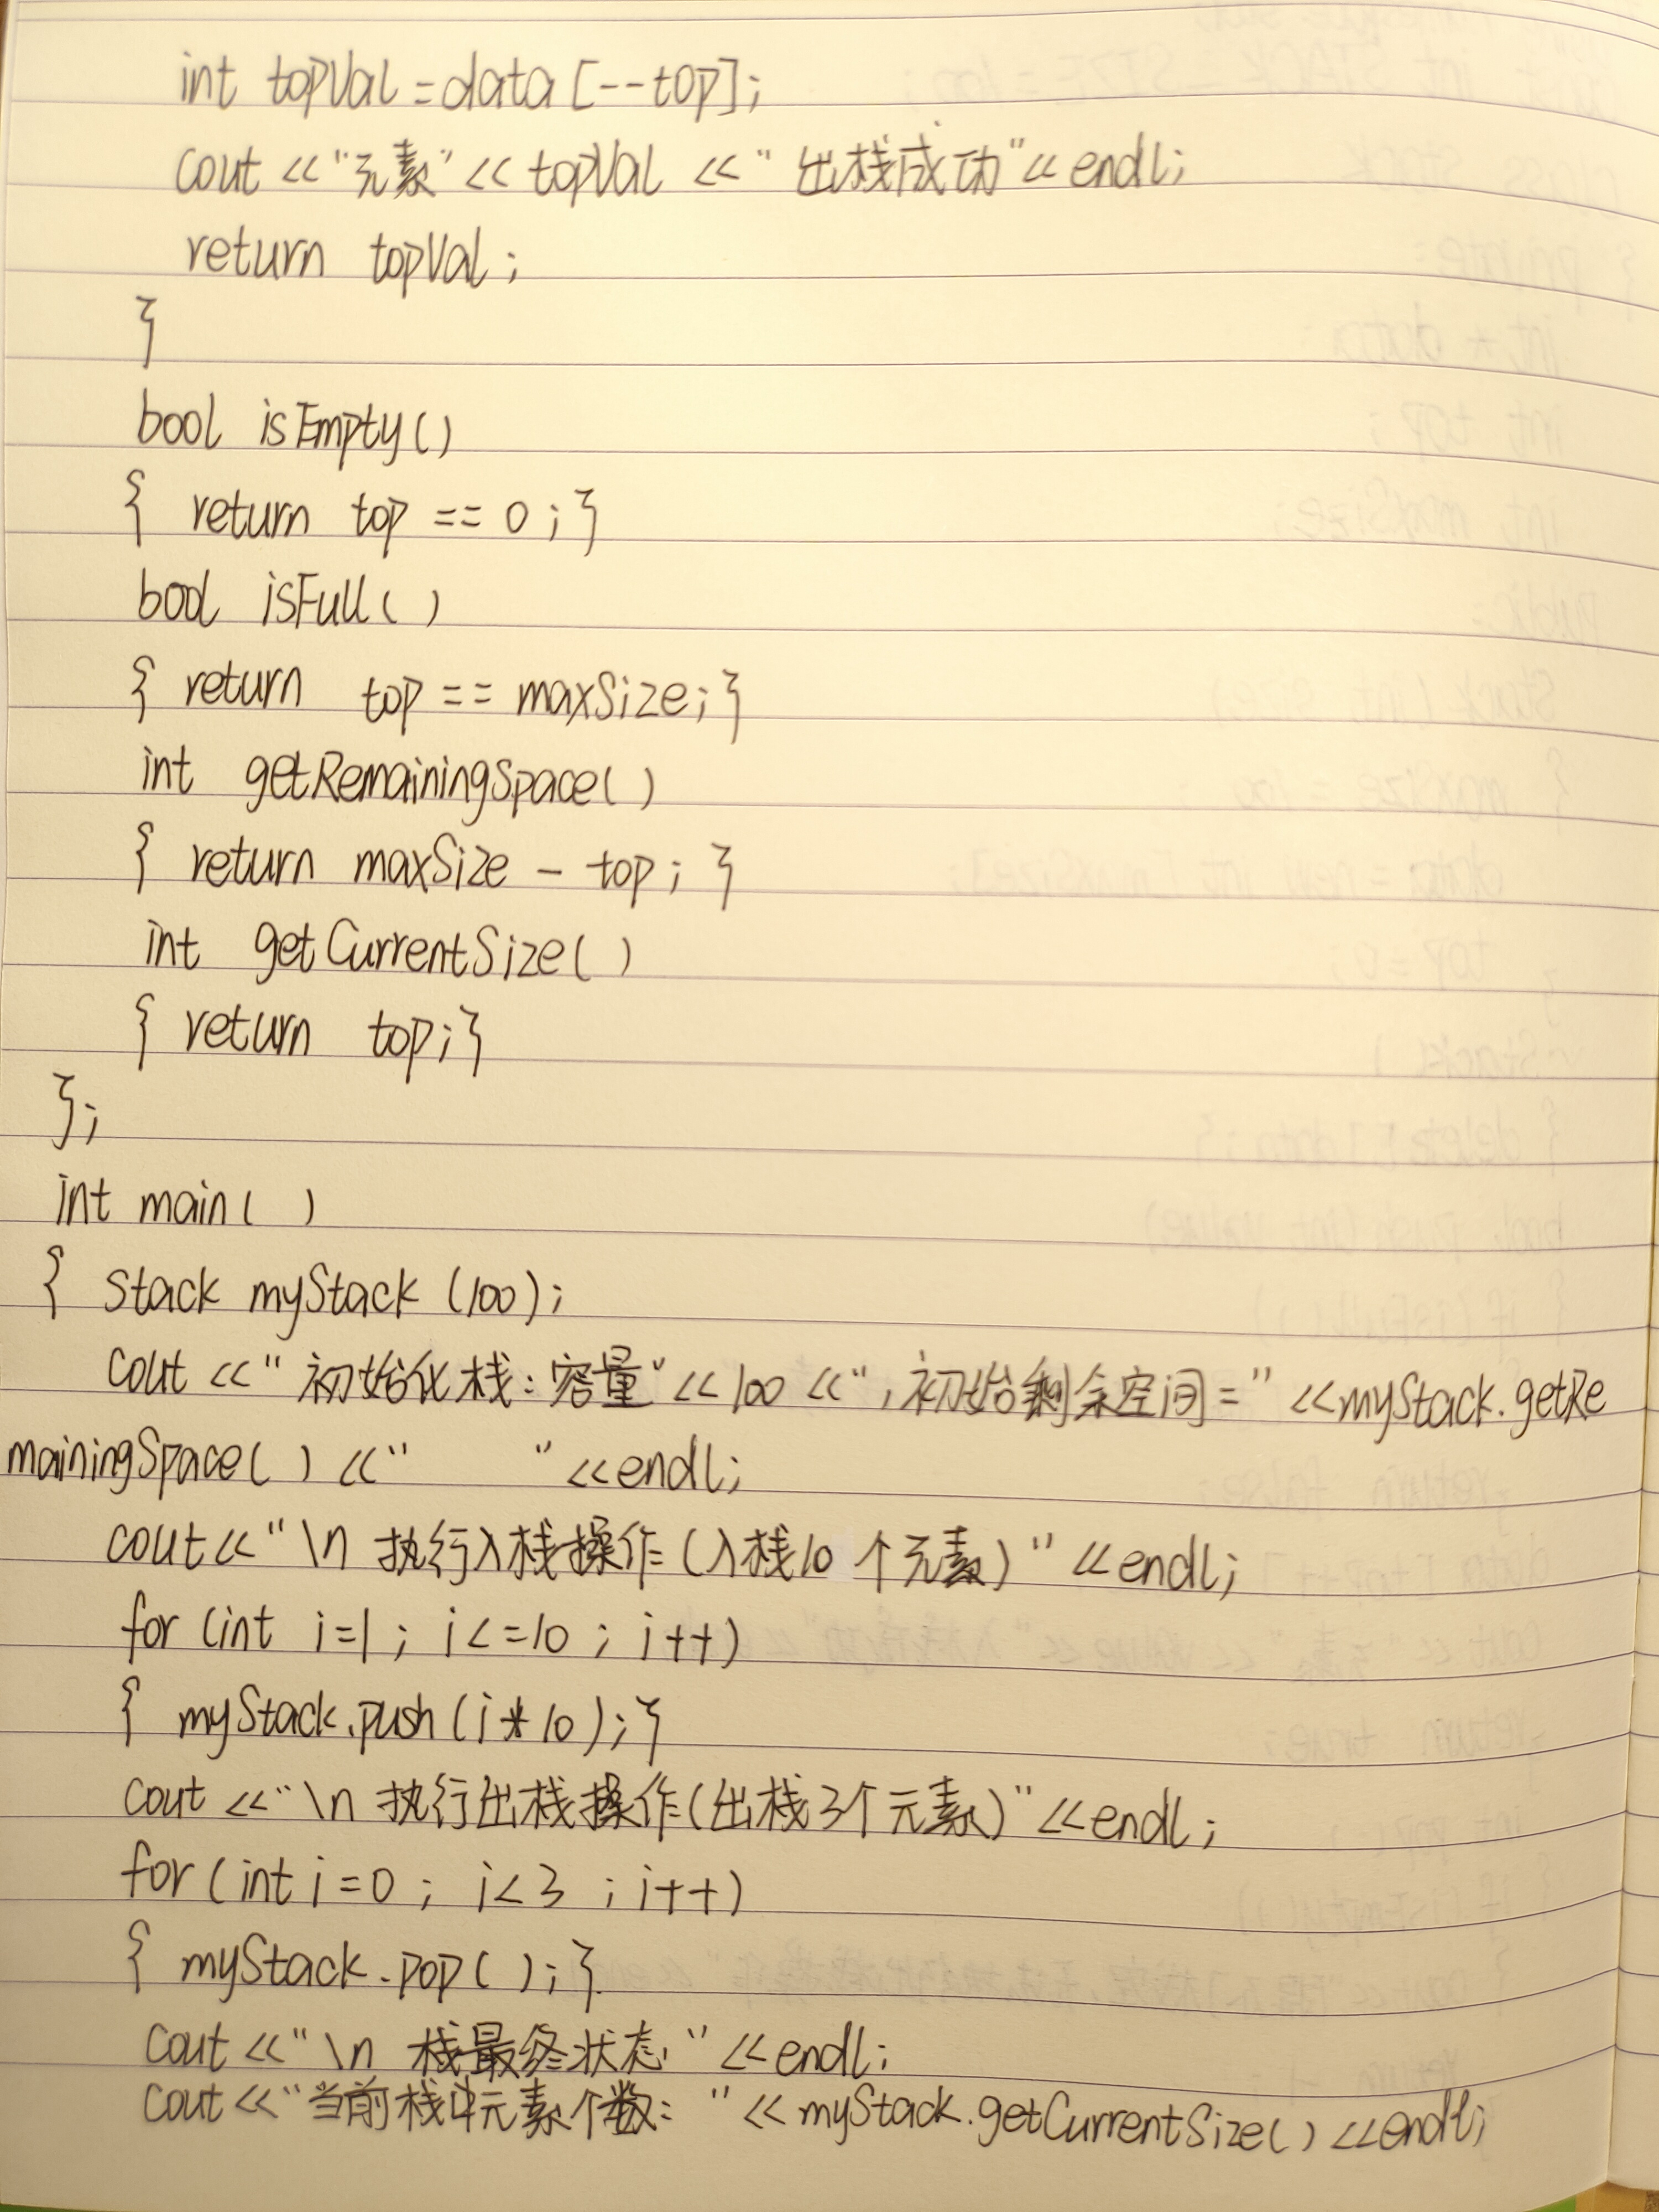 int topVal=data[--top];
cout <<"元素"<< topVal <<" 出栈成功"<< endl;
return topVal;
}
bool isEmpty()
{ return top == 0;}
bool isFull()
{ return top == maxSize;}
int getRemainingSpace()
{ return maxSize - top; }
int getCurrentSize()
{ return top;}
};
int main()
{ Stack myStack (100);
cout <<" 初始化栈:容量"<<100 <<",初始剩余空间=" <<myStack.getRe
mainingSpace() <<" "<<endl;
cout<<"\n 执行入栈操作(入栈10个元素)" <<endl;
for (int i=1; i<=10; i++)
{ myStack.push(i*10);}
cout <<"\n 执行出栈操作(出栈3个元素)" <<endl;
for(int i=0; i<3; i++)
{ myStack.pop();}
cout <<"\n 栈最终状态" <<endl;
cout <<"当前栈中元素个数: "<< myStack.getCurrentSize() <<endl;